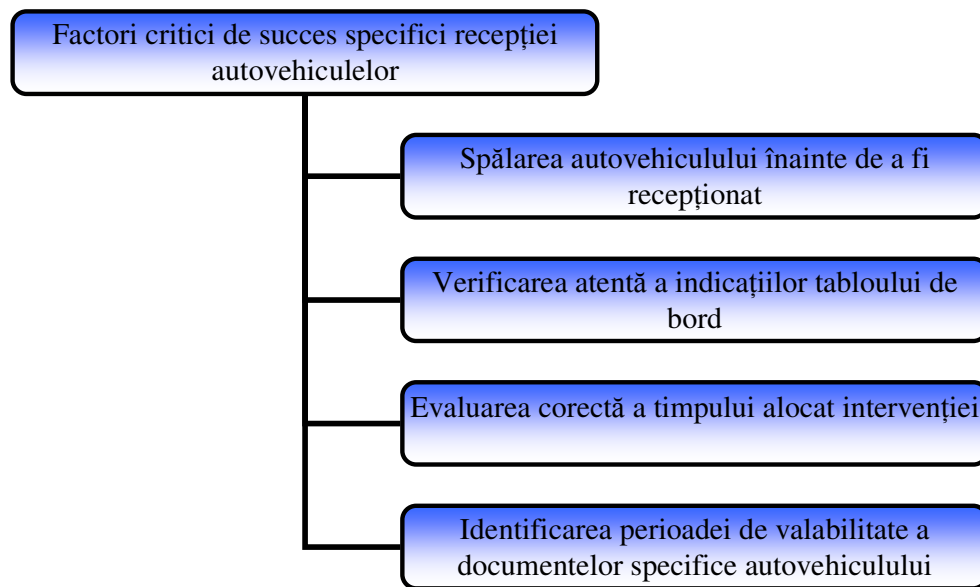 Factori critici de succes specifici recepției
autovehiculelor
Spălarea autovehiculului înainte de a fi
recepționat
Verificarea atentă a indicațiilor tabloului de
bord
Evaluarea corectă a timpului alocat intervenției
Identificarea perioadei de valabilitate a
documentelor specifice autovehiculului